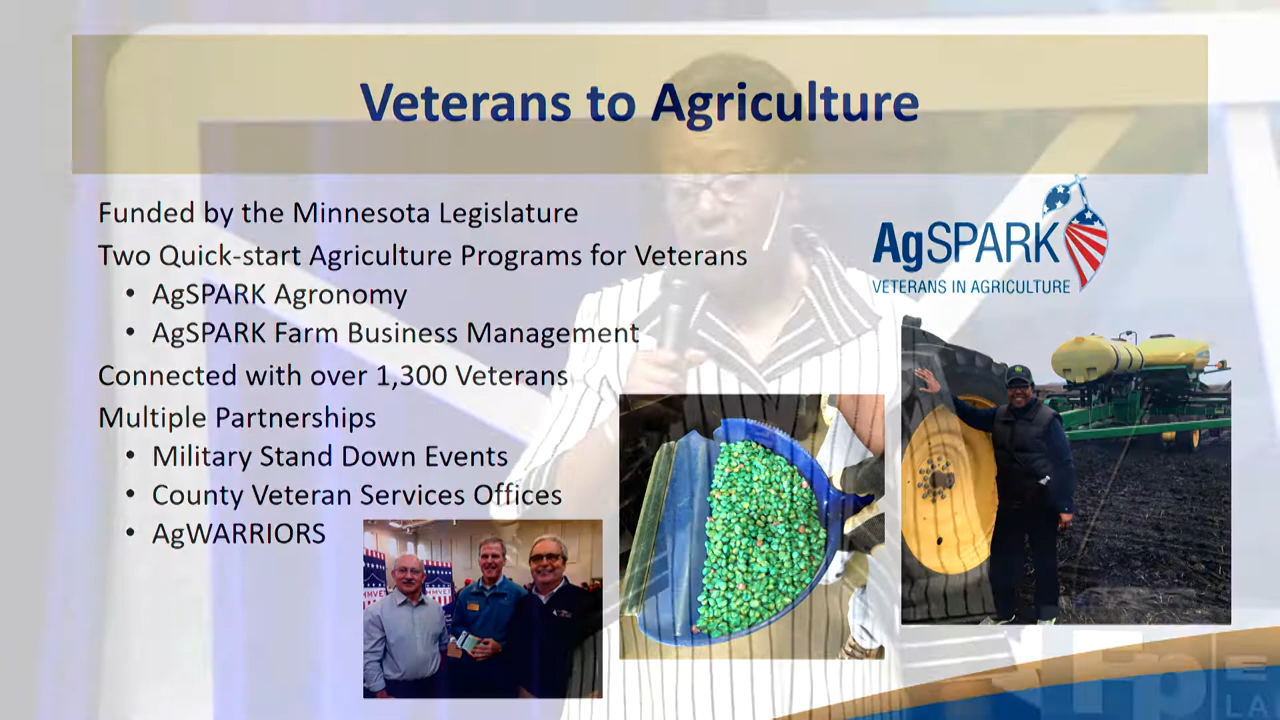 Veterans to Agriculture
Funded by the Minnesota Legislature
Two Quick-start Agriculture Programs for Veterans
• AgSPARK Agronomy
• AgSPARK Farm Business Management
Connected with over 1,300 Veterans
Multiple Partnerships
• Military Stand Down Events
• County Veteran Services Offices
• AgWARRIORS
AgSPARK
VETERANS IN AGRICULTURE